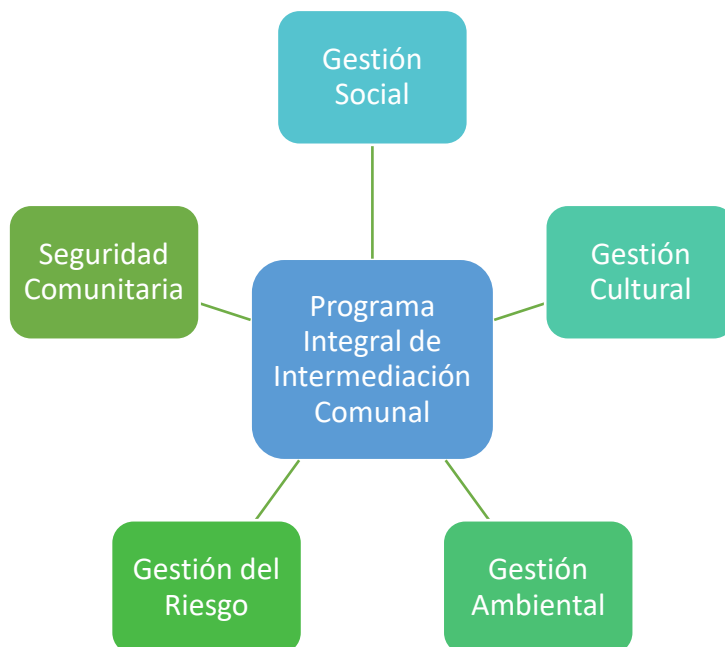 Gestión
Social
Seguridad
Comunitaria
Gestión
Cultural
Programa
Integral de
Intermediación
Comunal
Gestión del
Riesgo
Gestión
Ambiental